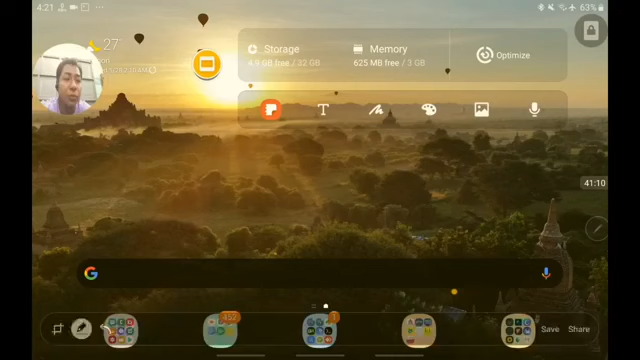 4:21
63%
27°
Storage
4.9 GB free / 32 GB
Memory
625 MB free / 3 GB
Optimize
T
41:10
G
452
1
Save
Share